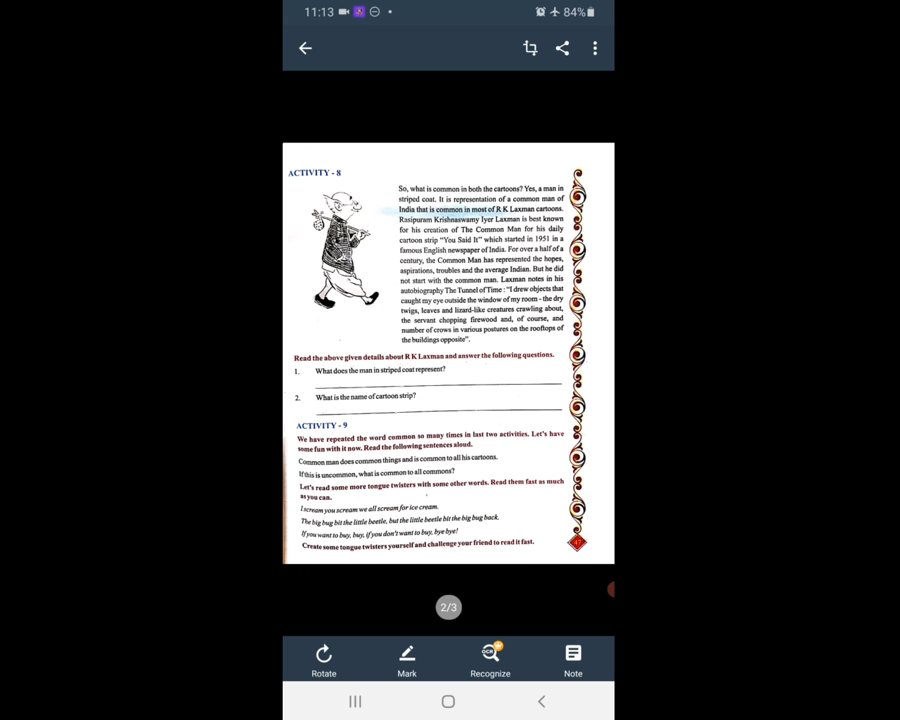 11:13
84%
ACTIVITY - 8
So, what is common in both the cartoons? Yes, a man in
striped coat. It is representation of a common man of
India that is common in most of R K Laxman cartoons.
Rasipuram Krishnaswamy Iyer Laxman is best known
for his creation of The Common Man for his daily
cartoon strip "You Said It" which started in 1951 in a
famous English newspaper of India. For over a half of a
century, the Common Man has represented the hopes,
aspirations, troubles and the average Indian. But he did
not start with the common man. Laxman notes in his
autobiography The Tunnel of Time : "I drew objects that
caught my eye outside the window of my room - the dry
twigs, leaves and lizard-like creatures crawling about,
the servant chopping firewood and, of course, and
number of crows in various postures on the rooftops of
the buildings opposite".
Read the above given details about R K Laxman and answer the following questions.
1. What does the man in striped coat represent?
2. What is the name of cartoon strip?
ACTIVITY - 9
We have repeated the word common so many times in last two activities. Let's have
some fun with it now. Read the following sentences aloud.
Common man does common things and is common to all his cartoons.
If this is uncommon, what is common to all commons?
Let's read some more tongue twisters with some other words. Read them fast as much
as you can.
I scream you scream we all scream for ice cream.
The big bug bit the little beetle, but the little beetle bit the big bug back.
If you want to buy, buy, if you don't want to buy, bye bye!
Create some tongue twisters yourself and challenge your friend to read it fast.
47
2/3
OCR
Rotate Mark Recognize Note